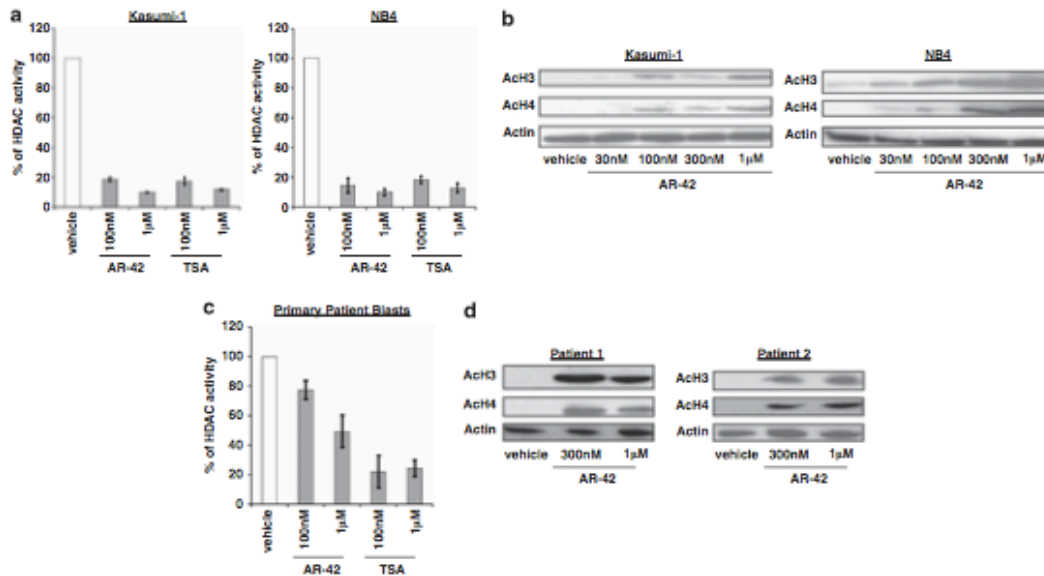 a
Kasumi-1
NB4
% of HDAC activity
120
100
80
60
40
20
0
vehicle
100nM
1µM
100nM
1µM
AR-42
TSA
% of HDAC activity
120
100
80
60
40
20
0
vehicle
100nM
1µM
100nM
1µM
AR-42
TSA
b
Kasumi-1
AcH3
AcH4
Actin
vehicle 30nM 100nM 300nM 1µM
AR-42
NB4
AcH3
AcH4
Actin
vehicle 30nM 100nM 300nM 1µM
AR-42
c
Primary Patient Blasts
% of HDAC activity
120
100
80
60
40
20
0
vehicle
100nM
1µM
100nM
1µM
AR-42
TSA
d
Patient 1
AcH3
AcH4
Actin
vehicle 300nM 1µM
AR-42
Patient 2
AcH3
AcH4
Actin
vehicle 300nM 1µM
AR-42